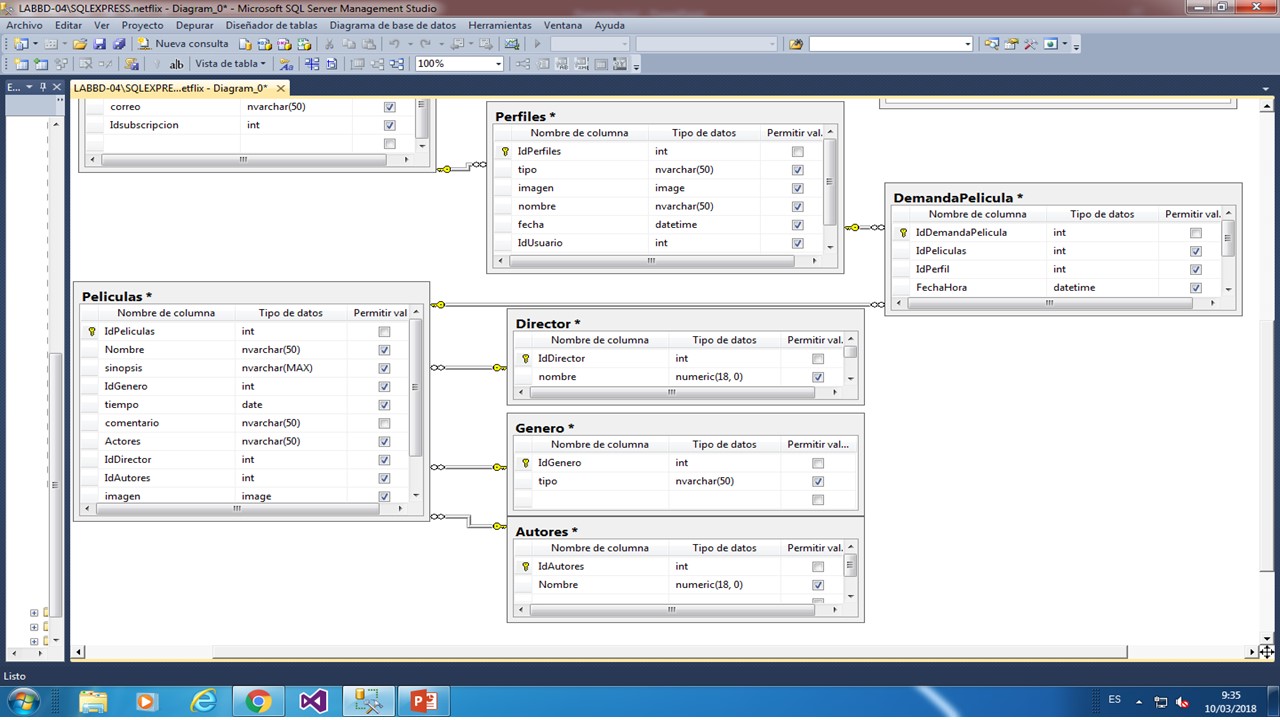 LABBD-04\SQLEXPRESS.netflix - Diagram_0* - Microsoft SQL Server Management Studio
Archivo Editar Ver Proyecto Depurar Diseñador de tablas Diagrama de base de datos Herramientas Ventana Ayuda
Nueva consulta
Vista de tabla 100%
E...
LABBD-04\SQLEXPRE...etflix - Diagram_0*
correo nvarchar(50)
Idsubscripcion int
Perfiles *
Nombre de columna Tipo de datos Permitir val.
IdPerfiles int
tipo nvarchar(50)
imagen image
nombre nvarchar(50)
fecha datetime
IdUsuario int
DemandaPelicula *
Nombre de columna Tipo de datos Permitir val.
IdDemandaPelicula int
IdPeliculas int
IdPerfil int
FechaHora datetime
Peliculas *
Nombre de columna Tipo de datos Permitir val
IdPeliculas int
Nombre nvarchar(50)
sinopsis nvarchar(MAX)
IdGenero int
tiempo date
comentario nvarchar(50)
Actores nvarchar(50)
IdDirector int
IdAutores int
imagen image
Director *
Nombre de columna Tipo de datos Permitir val.
IdDirector int
nombre numeric(18, 0)
Genero *
Nombre de columna Tipo de datos Permitir val...
IdGenero int
tipo nvarchar(50)
Autores *
Nombre de columna Tipo de datos Permitir val.
IdAutores int
Nombre numeric(18, 0)
Listo
ES
9:35
10/03/2018